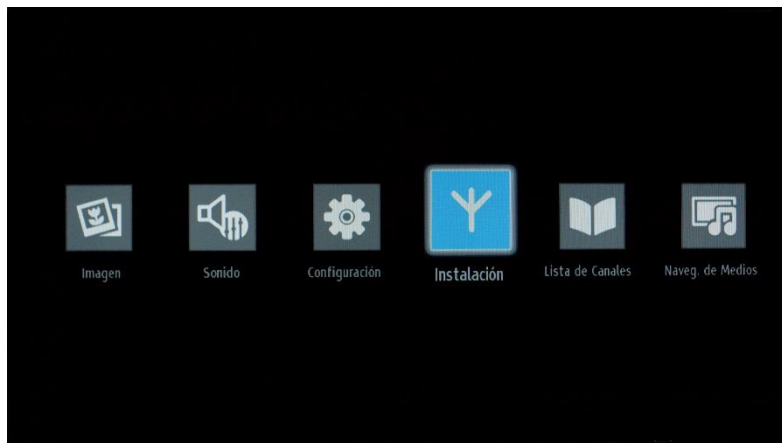 Imagen
Sonido
Configuración
Instalación
Lista de Canales
Naveg. de Medios